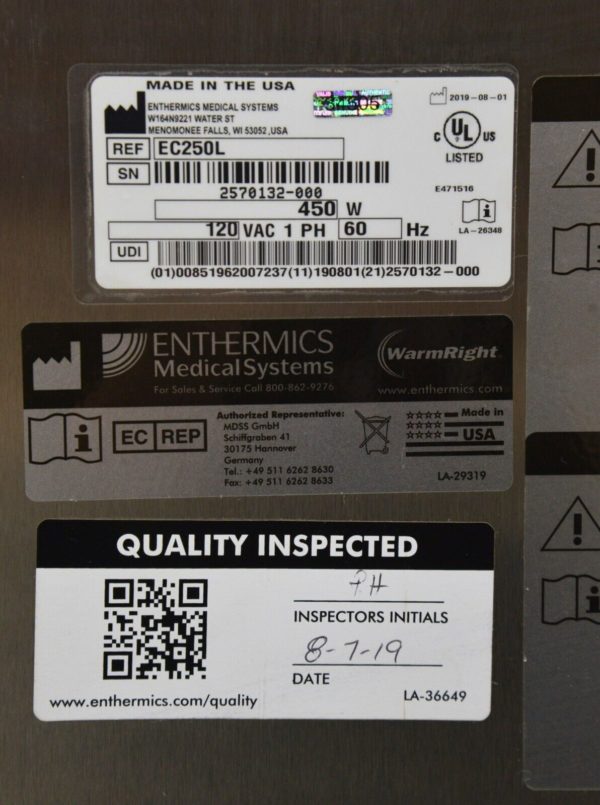 MADE IN THE USA
ENTHERMICS MEDICAL SYSTEMS
W164N9221 WATER ST
MENOMONEE FALLS, WI 53052 ,USA
2019-08-01
C UL US
LISTED
REF EC250L
SN
2570132-000
E471516
450 W
120 VAC 1 PH 60 Hz
LA-26348
UDI
(01)00851962007237(11)190801(21)2570132-000
ENTHERMICS
Medical Systems
For Sales & Service Call 800-862-9276
WarmRight
www.enthermics.com
EC REP
Authorized Representative:
MDSS GmbH
Schiffgraben 41
30175 Hannover
Germany
Tel.: +49 511 6262 8630
Fax: +49 511 6262 8633
Made in
USA
LA-29319
QUALITY INSPECTED
PH
INSPECTORS INITIALS
8-7-19
DATE
www.enthermics.com/quality
LA-36649